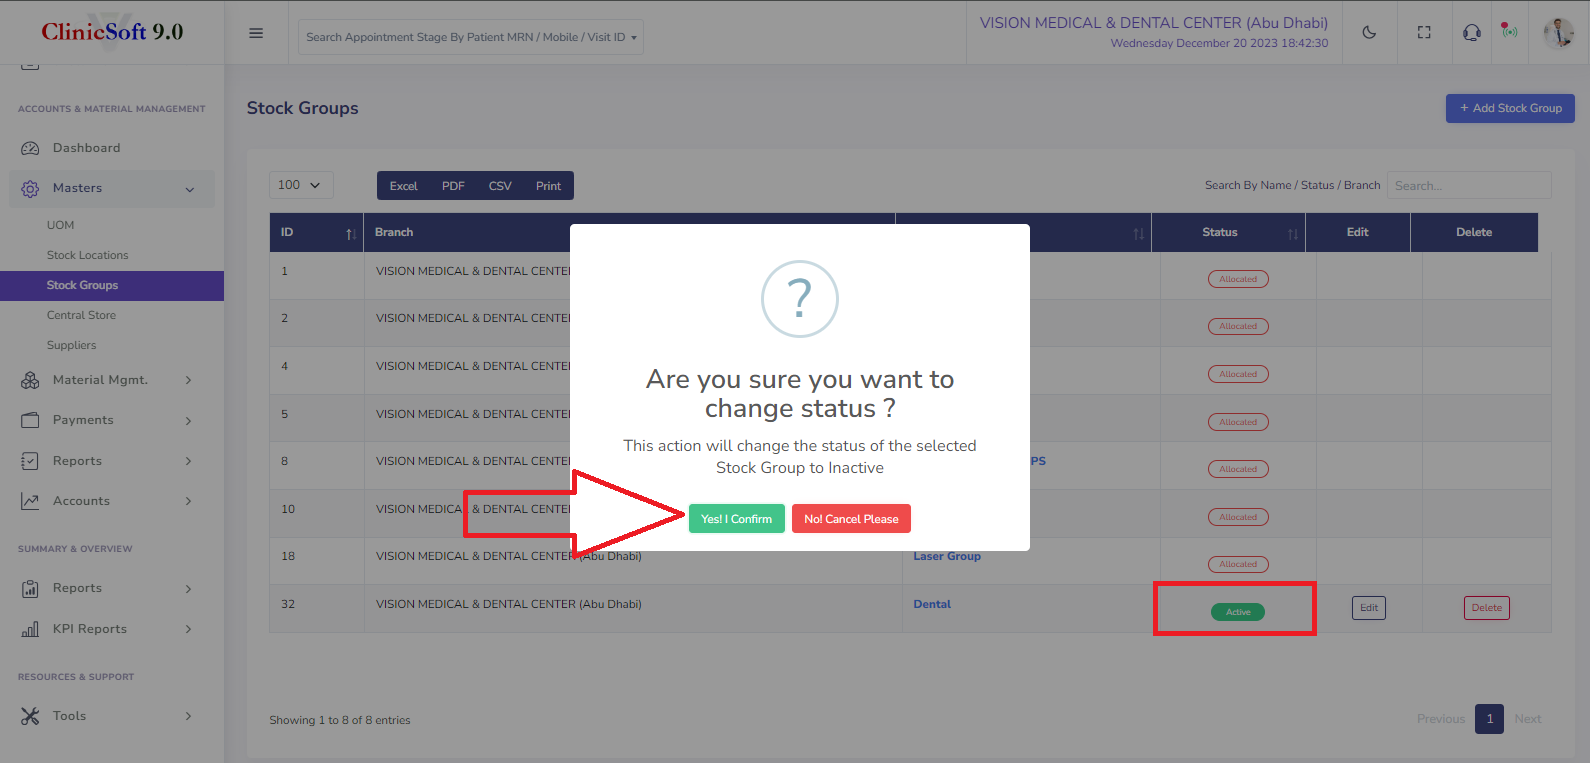 ClinicSoft 9.0
Search Appointment Stage By Patient MRN / Mobile / Visit ID
VISION MEDICAL & DENTAL CENTER (Abu Dhabi)
Wednesday December 20 2023 18:42:30
ACCOUNTS & MATERIAL MANAGEMENT
Dashboard
Masters
UOM
Stock Locations
Stock Groups
Central Store
Suppliers
Material Mgmt.
Payments
Reports
Accounts
SUMMARY & OVERVIEW
Reports
KPI Reports
RESOURCES & SUPPORT
Tools
Stock Groups
+ Add Stock Group
100
Excel PDF CSV Print
Search By Name / Status / Branch Search...
ID Branch Status Edit Delete
1 VISION MEDICAL & DENTAL Allocated
2 VISION MEDICAL & DENTAL Allocated
4 VISION MEDICAL & DENTAL Allocated
5 VISION MEDICAL & DENTAL Allocated
8 VISION MEDICAL & DENTAL Allocated
10 VISION MEDICAL & DENTAL Allocated
18 VISION MEDICAL & DENTAL CENTER (Abu Dhabi) Laser Group Allocated
32 VISION MEDICAL & DENTAL CENTER (Abu Dhabi) Dental Active Edit Delete
?
Are you sure you want to
change status ?
This action will change the status of the selected
Stock Group to Inactive
Yes! I Confirm No! Cancel Please
Showing 1 to 8 of 8 entries
Previous 1 Next